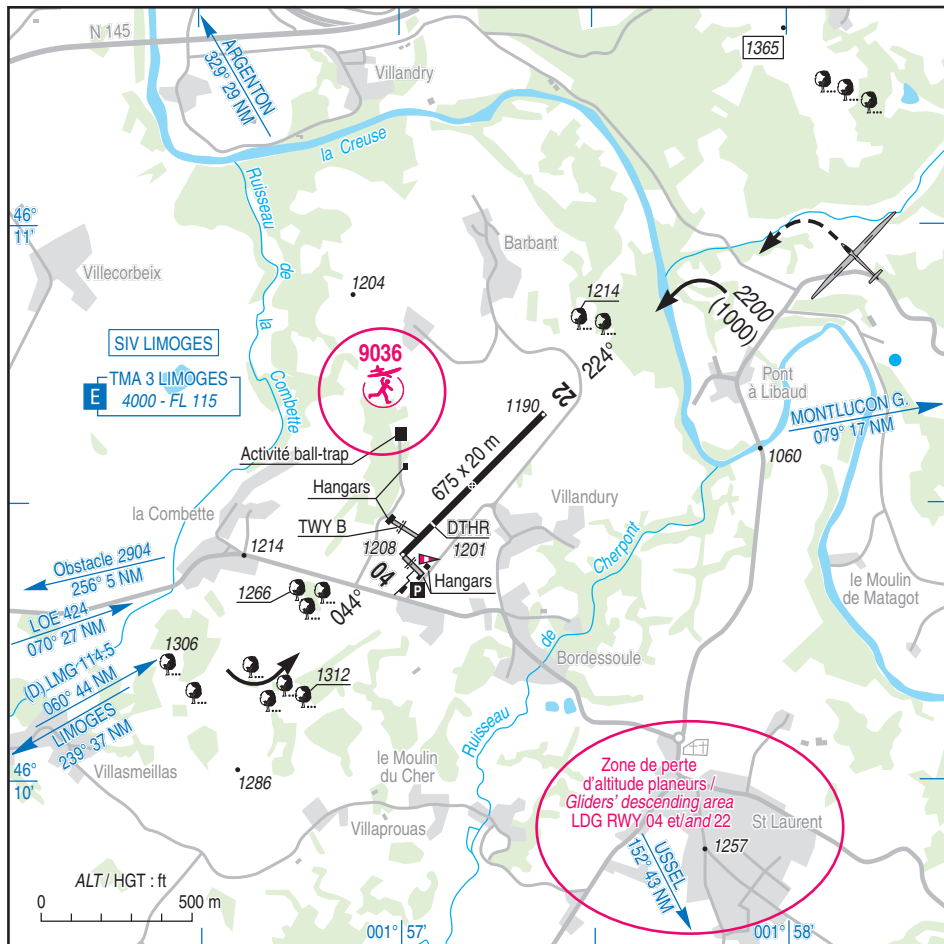 N 145
ARGENTON
329° 29 NM
Villandry
1365
la Creuse
Ruisseau
de
la
Combette
46°
11'
Villecorbeix
Barbant
1204
1214
2200
(1000)
224°
22
SIV LIMOGES
E
TMA 3 LIMOGES
4000 - FL 115
9036
Pont
à Libaud
MONTLUCON G.
079° 17 NM
1190
Activité ball-trap
675 x 20 m
1060
Hangars
Villandury
la Combette
TWY B
DTHR
1201
1208
1214
Cherpont
de
Ruisseau
Obstacle 2904
256° 5 NM
04
044°
P
Hangars
1266
le Moulin
de Matagot
LOE 424
070° 27 NM
1306
(D) LMG 114.5
060° 44 NM
LIMOGES
239° 37 NM
1312
Bordessoule
46°
10'
Villasmeillas
1286
le Moulin
du Cher
Villaprouas
Zone de perte
d'altitude planeurs /
Gliders' descending area
LDG RWY 04 et/and 22
St Laurent
1257
USSEL
152° 43 NM
ALT / HGT : ft
0 500 m
001° 57'
001° 58'